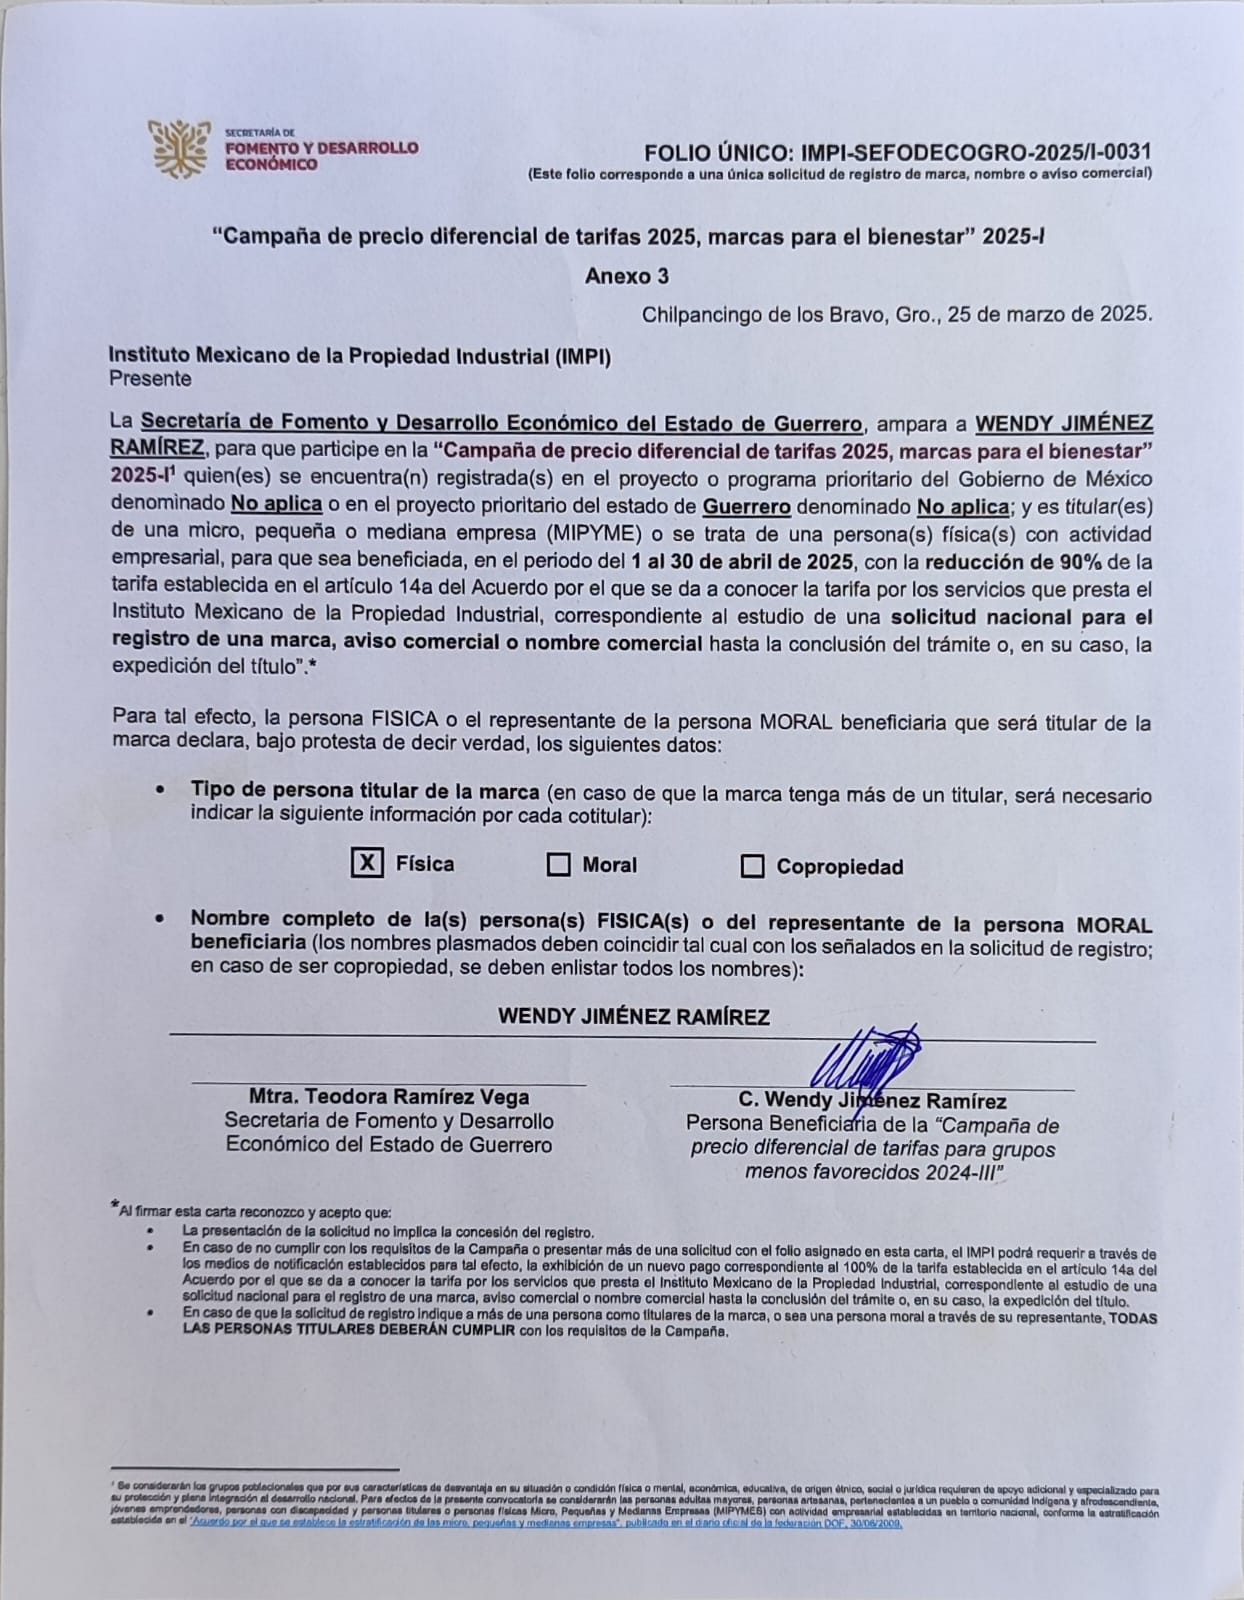 SECRETARÍA DE
FOMENTO Y DESARROLLO
ECONÓMICO
FOLIO ÚNICO: IMPI-SEFODECOGRO-2025/I-0031
(Este folio corresponde a una única solicitud de registro de marca, nombre o aviso comercial)
“Campaña de precio diferencial de tarifas 2025, marcas para el bienestar” 2025-I
Anexo 3
Chilpancingo de los Bravo, Gro., 25 de marzo de 2025.
Instituto Mexicano de la Propiedad Industrial (IMPI)
Presente
La Secretaría de Fomento y Desarrollo Económico del Estado de Guerrero, ampara a WENDY JIMÉNEZ
RAMÍREZ, para que participe en la “Campaña de precio diferencial de tarifas 2025, marcas para el bienestar”
2025-I¹ quien(es) se encuentra(n) registrada(s) en el proyecto o programa prioritario del Gobierno de México
denominado No aplica o en el proyecto prioritario del estado de Guerrero denominado No aplica; y es titular(es)
de una micro, pequeña o mediana empresa (MIPYME) o se trata de una persona(s) física(s) con actividad
empresarial, para que sea beneficiada, en el periodo del 1 al 30 de abril de 2025, con la reducción de 90% de la
tarifa establecida en el artículo 14a del Acuerdo por el que se da a conocer la tarifa por los servicios que presta el
Instituto Mexicano de la Propiedad Industrial, correspondiente al estudio de una solicitud nacional para el
registro de una marca, aviso comercial o nombre comercial hasta la conclusión del trámite o, en su caso, la
expedición del título”.*
Para tal efecto, la persona FISICA o el representante de la persona MORAL beneficiaria que será titular de la
marca declara, bajo protesta de decir verdad, los siguientes datos:
• Tipo de persona titular de la marca (en caso de que la marca tenga más de un titular, será necesario
indicar la siguiente información por cada cotitular):
X Física Moral Copropiedad
• Nombre completo de la(s) persona(s) FISICA(s) o del representante de la persona MORAL
beneficiaria (los nombres plasmados deben coincidir tal cual con los señalados en la solicitud de registro;
en caso de ser copropiedad, se deben enlistar todos los nombres):
WENDY JIMÉNEZ RAMÍREZ
Mtra. Teodora Ramírez Vega
Secretaria de Fomento y Desarrollo
Económico del Estado de Guerrero
C. Wendy Jiménez Ramírez
Persona Beneficiaria de la “Campaña de
precio diferencial de tarifas para grupos
menos favorecidos 2024-III”
*Al firmar esta carta reconozco y acepto que:
• La presentación de la solicitud no implica la concesión del registro.
• En caso de no cumplir con los requisitos de la Campaña o presentar más de una solicitud con el folio asignado en esta carta, el IMPI podrá requerir a través de
los medios de notificación establecidos para tal efecto, la exhibición de un nuevo pago correspondiente al 100% de la tarifa establecida en el artículo 14a del
Acuerdo por el que se da a conocer la tarifa por los servicios que presta el Instituto Mexicano de la Propiedad Industrial, correspondiente al estudio de una
solicitud nacional para el registro de una marca, aviso comercial o nombre comercial hasta la conclusión del trámite o, en su caso, la expedición del título.
• En caso de que la solicitud de registro indique a más de una persona como titulares de la marca, o sea una persona moral a través de su representante, TODAS
LAS PERSONAS TITULARES DEBERÁN CUMPLIR con los requisitos de la Campaña.
¹ Se considerarán los grupos poblacionales que por sus características de desventaja en su situación o condición física o mental, económica, educativa, de origen étnico, social o jurídica requieren de apoyo adicional y especializado para
su protección y plena integración al desarrollo nacional. Para efectos de la presente convocatoria se considerarán las personas adultas mayores, personas artesanas, pertenecientes a un pueblo o comunidad indígena y afrodescendiente,
jóvenes emprendedores, personas con discapacidad y personas titulares o personas físicas Micro, Pequeñas y Medianas Empresas (MIPYMES) con actividad empresarial establecidas en territorio nacional, conforme la estratificación
establecida en el “Acuerdo por el que se establece la estratificación de las micro, pequeñas y medianas empresas”, publicado en el diario oficial de la federación DOF, 30/06/2009.